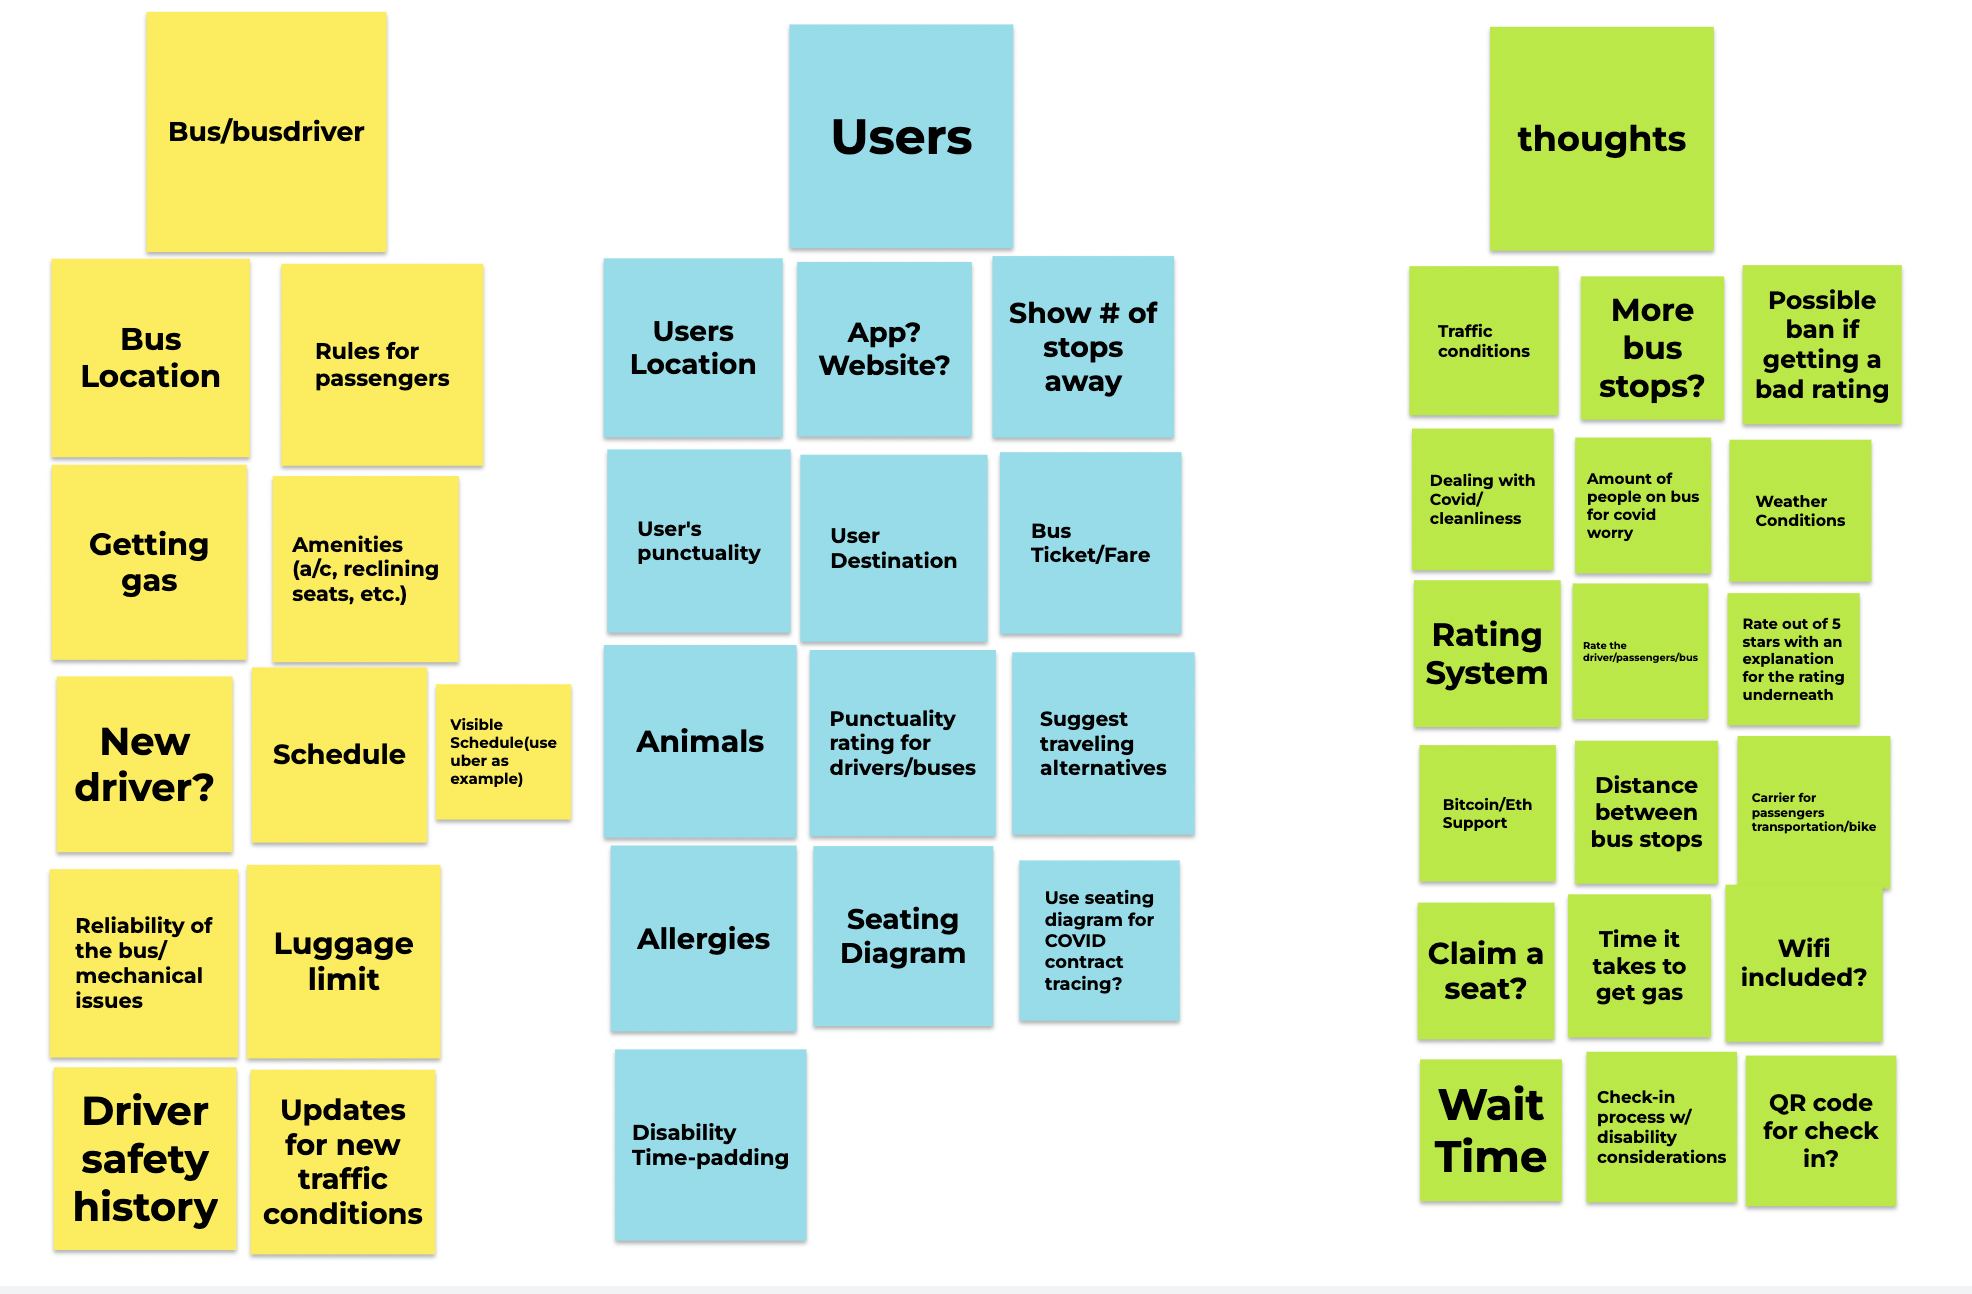 Bus/busdriver
Bus
Location
Rules for
passengers
Getting
gas
Amenities
(a/c, reclining
seats, etc.)
New
driver?
Schedule
Visible
Schedule(use
uber as
example)
Reliability of
the bus/
mechanical
issues
Luggage
limit
Driver
safety
history
Updates
for new
traffic
conditions
Users
Users
Location
App?
Website?
Show # of
stops
away
User's
punctuality
User
Destination
Bus
Ticket/Fare
Animals
Punctuality
rating for
drivers/buses
Suggest
traveling
alternatives
Allergies
Seating
Diagram
Use seating
diagram for
COVID
contract
tracing?
Disability
Time-padding
thoughts
Traffic
conditions
More
bus
stops?
Possible
ban if
getting a
bad rating
Dealing with
Covid/
cleanliness
Amount of
people on bus
for covid
worry
Weather
Conditions
Rating
System
Rate the
driver/passengers/bus
Rate out of 5
stars with an
explanation
for the rating
underneath
Bitcoin/Eth
Support
Distance
between
bus stops
Carrier for
passengers
transportation/bike
Claim a
seat?
Time it
takes to
get gas
Wifi
included?
Wait
Time
Check-in
process w/
disability
considerations
QR code
for check
in?